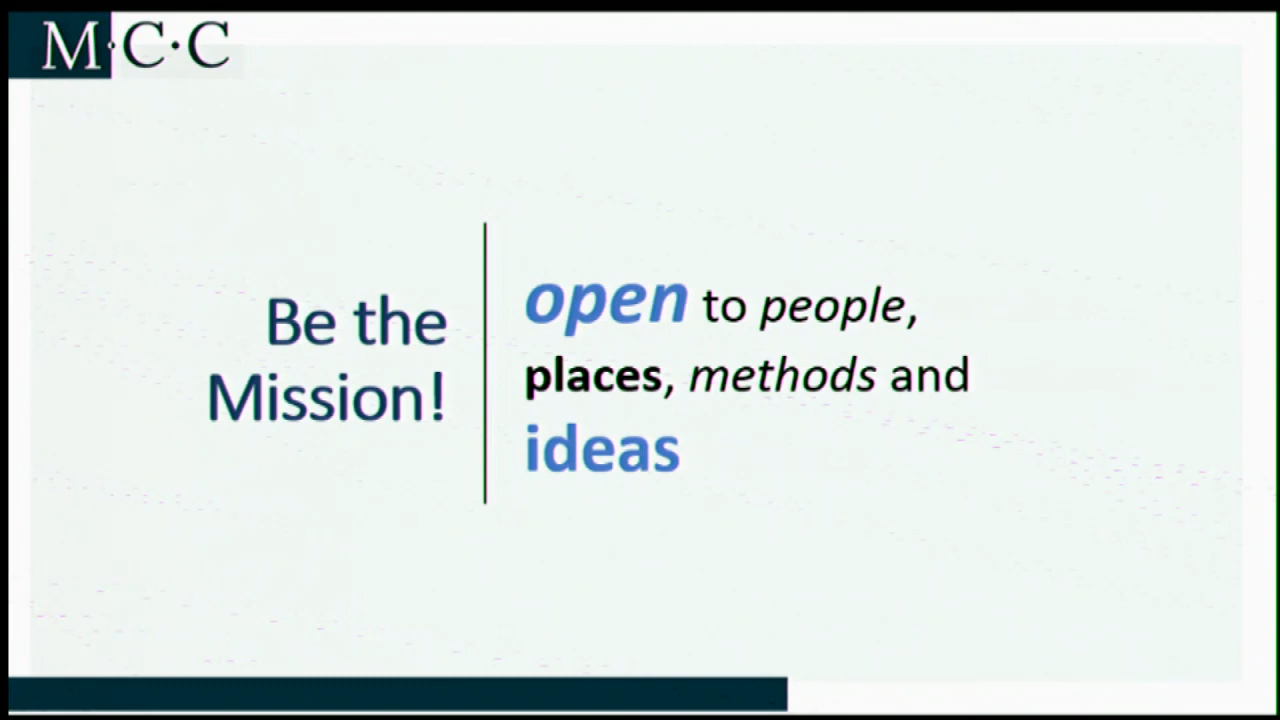 M·C·C
Be the
Mission!
open to people,
places, methods and
ideas